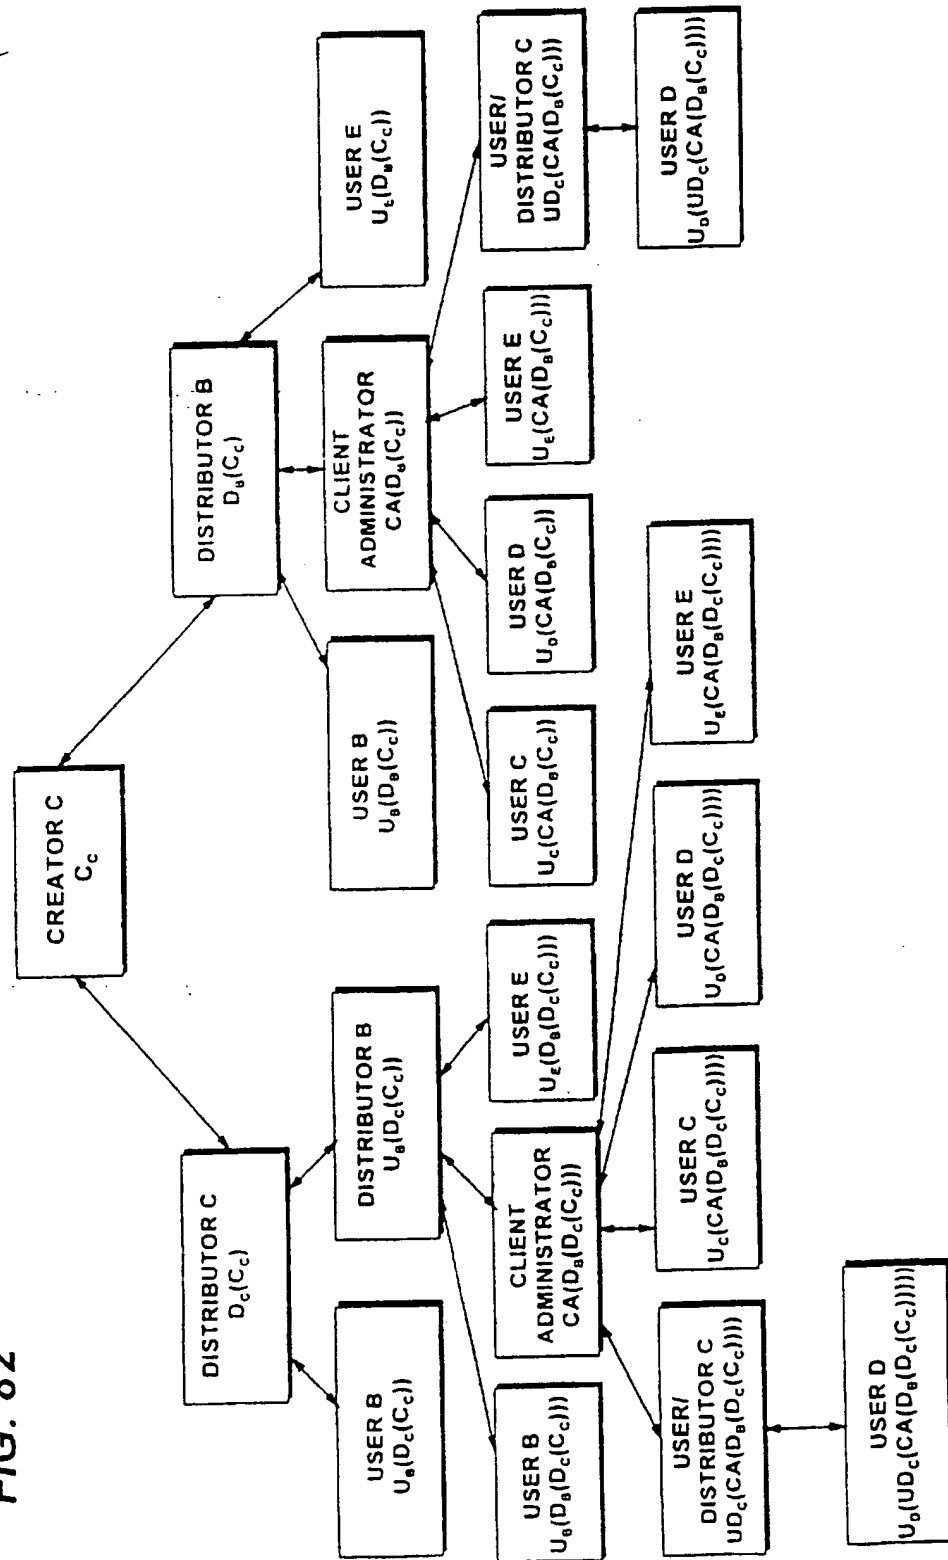 FIG. 82
CREATOR C
C_C
DISTRIBUTOR C
D_C(C_C)
DISTRIBUTOR B
D_B(C_C)
USER B
U_B(D_C(C_C))
DISTRIBUTOR B
U_B(D_C(C_C))
USER B
U_B(D_B(C_C))
CLIENT
ADMINISTRATOR
CA(D_B(C_C))
USER E
U_E(D_B(C_C))
USER B
U_B(D_B(D_C(C_C)))
CLIENT
ADMINISTRATOR
CA(D_B(D_C(C_C)))
USER E
U_E(D_B(D_C(C_C)))
USER C
U_C(CA(D_B(C_C))
USER D
U_D(CA(D_B(C_C))
USER E
U_E(CA(D_B(C_C)))
USER/
DISTRIBUTOR C
UD_C(CA(D_B(C_C)))
USER/
DISTRIBUTOR C
UD_C(CA(D_B(D_C(C_C))))
USER C
U_C(CA(D_B(D_C(C_C))))
USER D
U_D(CA(D_B(D_C(C_C))))
USER E
U_E(CA(D_B(D_C(C_C))))
USER D
U_D(UD_C(CA(D_B(C_C))))
USER D
U_D(UD_C(CA(D_B(D_C(C_C)))))